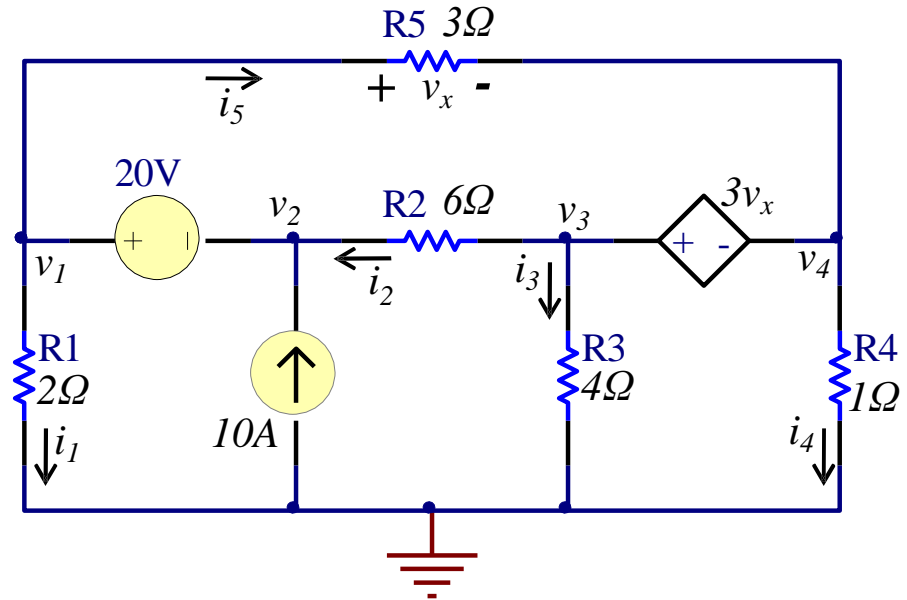 R5 3Ω
+ vₓ -
i₅
20V
+ -
v₂
R2 6Ω
v₃
3vₓ
+ -
v₁
i₂
i₃
v₄
R1
2Ω
R3
4Ω
R4
1Ω
10A
i₁
i₄